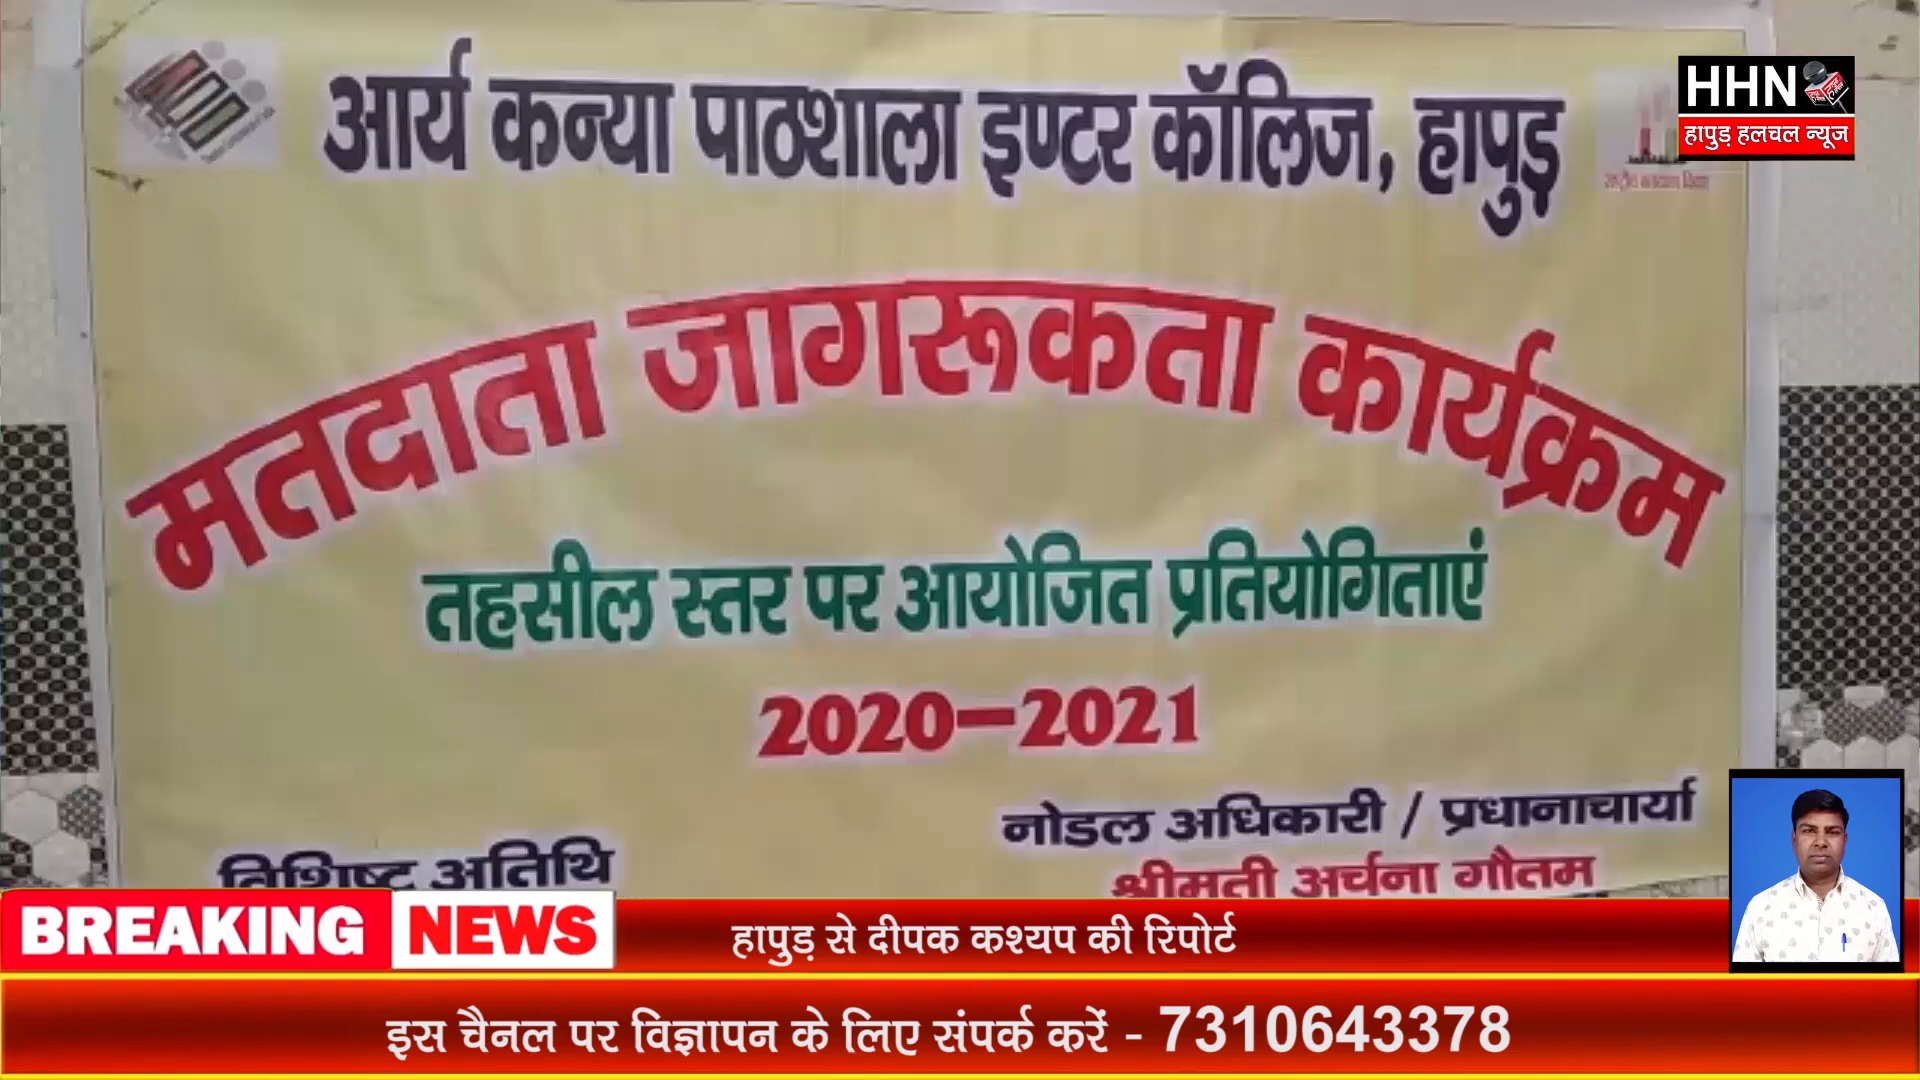 आर्य कन्या पाठशाला इण्टर कॉलिज, हापुड़
HHN
हापुड़ हलचल न्यूज
मतदाता जागरूकता कार्यक्रम
तहसील स्तर पर आयोजित प्रतियोगिताएं
2020-2021
नोडल अधिकारी / प्रधानाचार्या
विशिष्ट अतिथि
श्रीमती अर्चना गौतम
BREAKING NEWS
हापुड़ से दीपक कश्यप की रिपोर्ट
इस चैनल पर विज्ञापन के लिए संपर्क करें - 7310643378